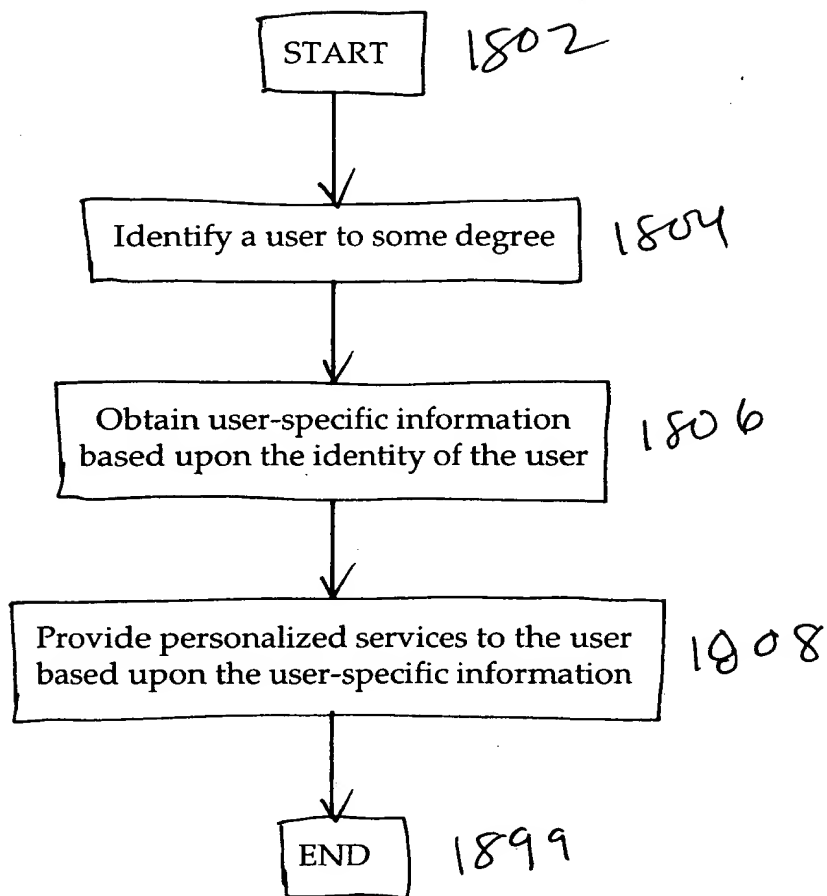 START 1802
Identify a user to some degree 1804
Obtain user-specific information
based upon the identity of the user 1806
Provide personalized services to the user
based upon the user-specific information 1808
END 1899